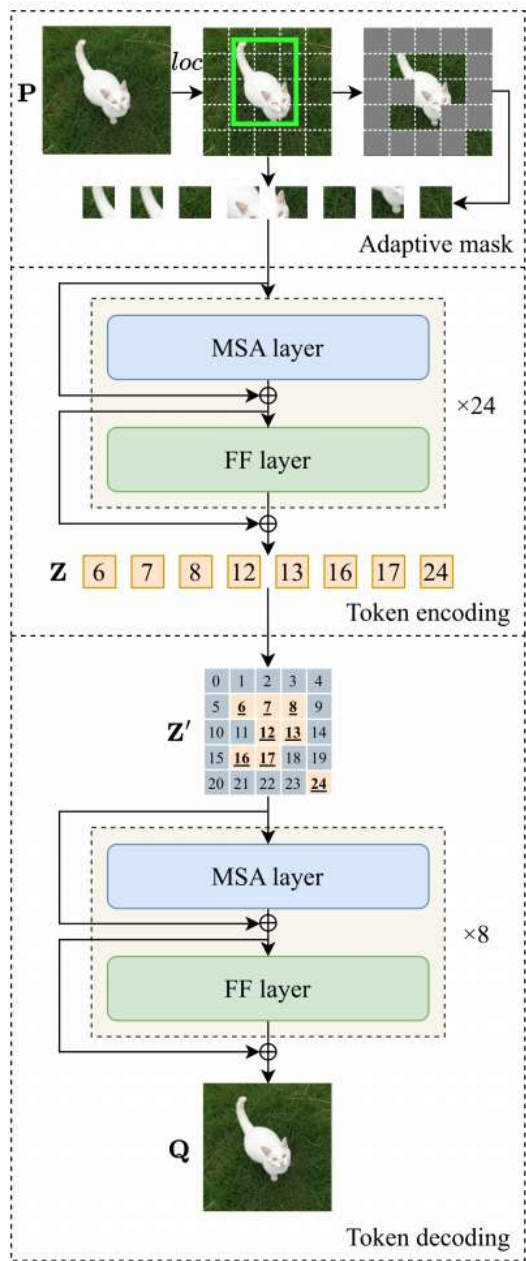 P
loc
Adaptive mask
MSA layer
×24
FF layer
Z 6 7 8 12 13 16 17 24
Token encoding
0 1 2 3 4
5 6 7 8 9
Z′
10 11 12 13 14
15 16 17 18 19
20 21 22 23 24
MSA layer
×8
FF layer
Q
Token decoding